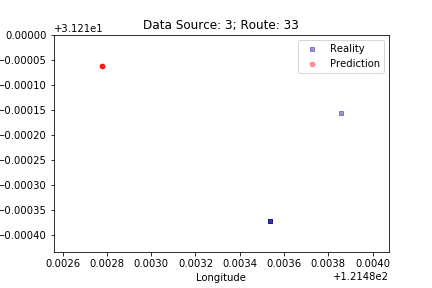 Data Source: 3; Route: 33
+3.121e1
0.00000
−0.00005
−0.00010
−0.00015
−0.00020
−0.00025
−0.00030
−0.00035
−0.00040
Reality
Prediction
0.0026 0.0028 0.0030 0.0032 0.0034 0.0036 0.0038 0.0040
Longitude
+1.2148e2